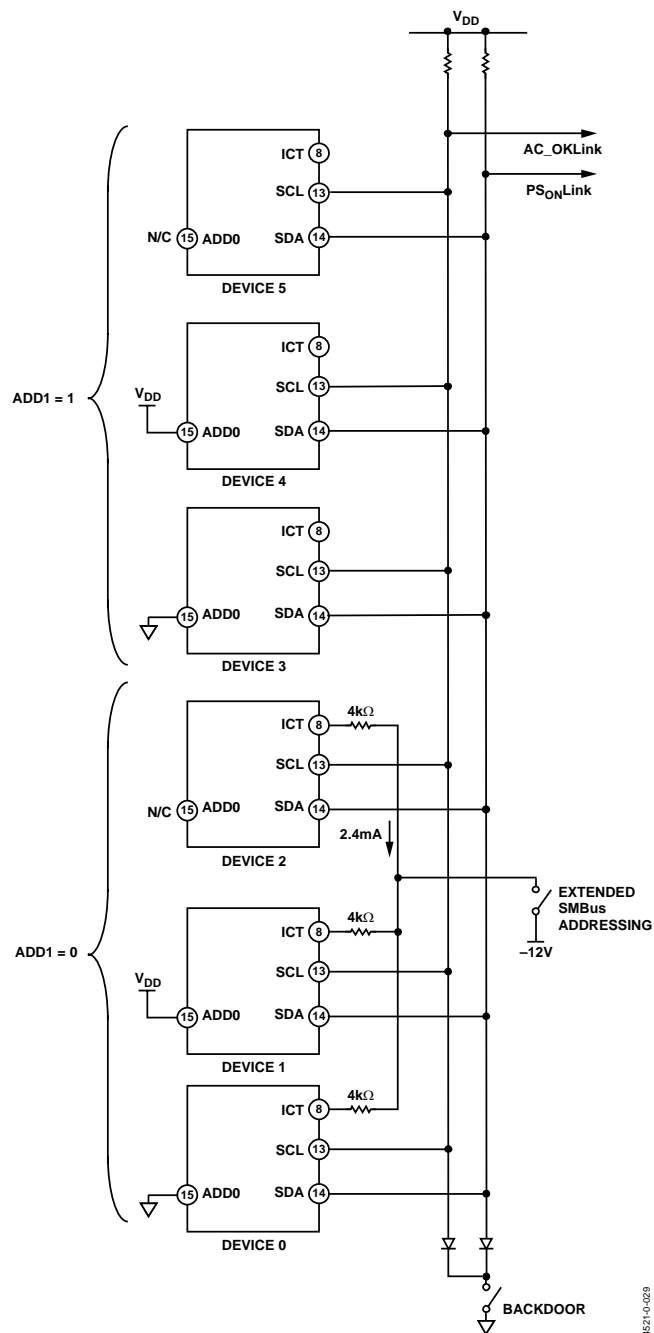 VDD
AC_OKLink
PSONLink
ICT 8
SCL 13
N/C 15 ADD0
SDA 14
DEVICE 5
ICT 8
VDD
SCL 13
15 ADD0
SDA 14
DEVICE 4
ADD1 = 1
ICT 8
SCL 13
15 ADD0
SDA 14
DEVICE 3
4kΩ
ICT 8
SCL 13
N/C 15 ADD0
SDA 14
2.4mA
DEVICE 2
EXTENDED
SMBus
ADDRESSING
–12V
4kΩ
ICT 8
ADD1 = 0
VDD
SCL 13
15 ADD0
SDA 14
DEVICE 1
4kΩ
ICT 8
SCL 13
15 ADD0
SDA 14
DEVICE 0
BACKDOOR